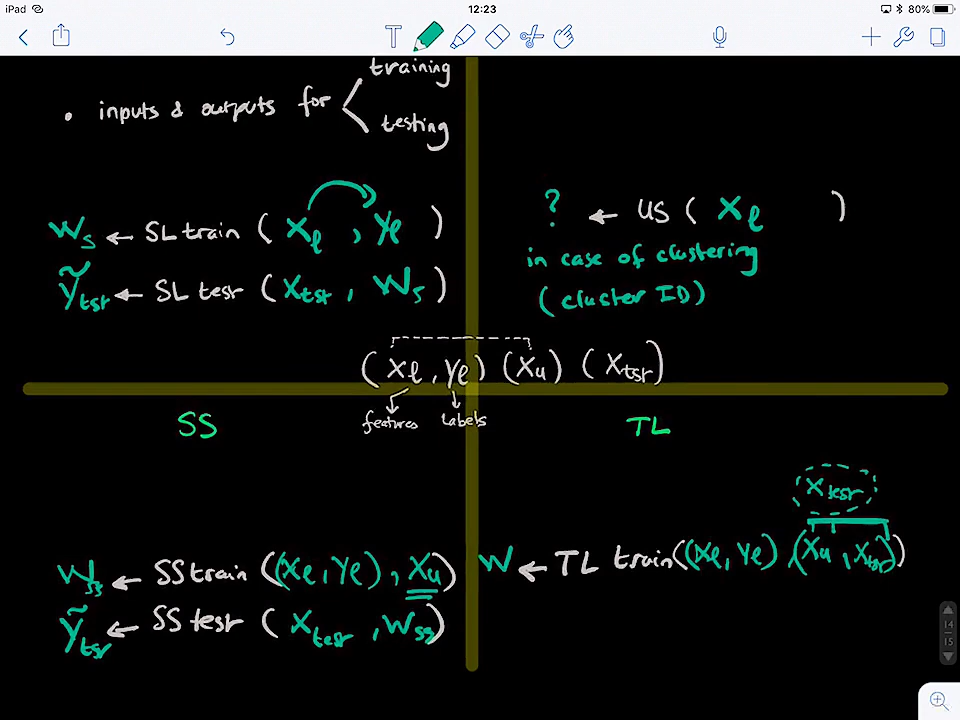 iPad 12:23 80%
T
training
• inputs & outputs for
testing
Ws ← SL train (Xℓ, Yℓ)
Ỹtst ← SL test (Xtst, Ws)
? ← US (Xℓ )
in case of clustering
(cluster ID)
(Xℓ, Yℓ) (Xu) (Xtst)
features labels
SS
TL
Xtest
Wss ← SS train ((Xℓ, Yℓ), Xu)
Ỹtst ← SS test (Xtest, Wss)
W ← TL train((Xℓ, Yℓ), (Xu, Xtst))
14
15